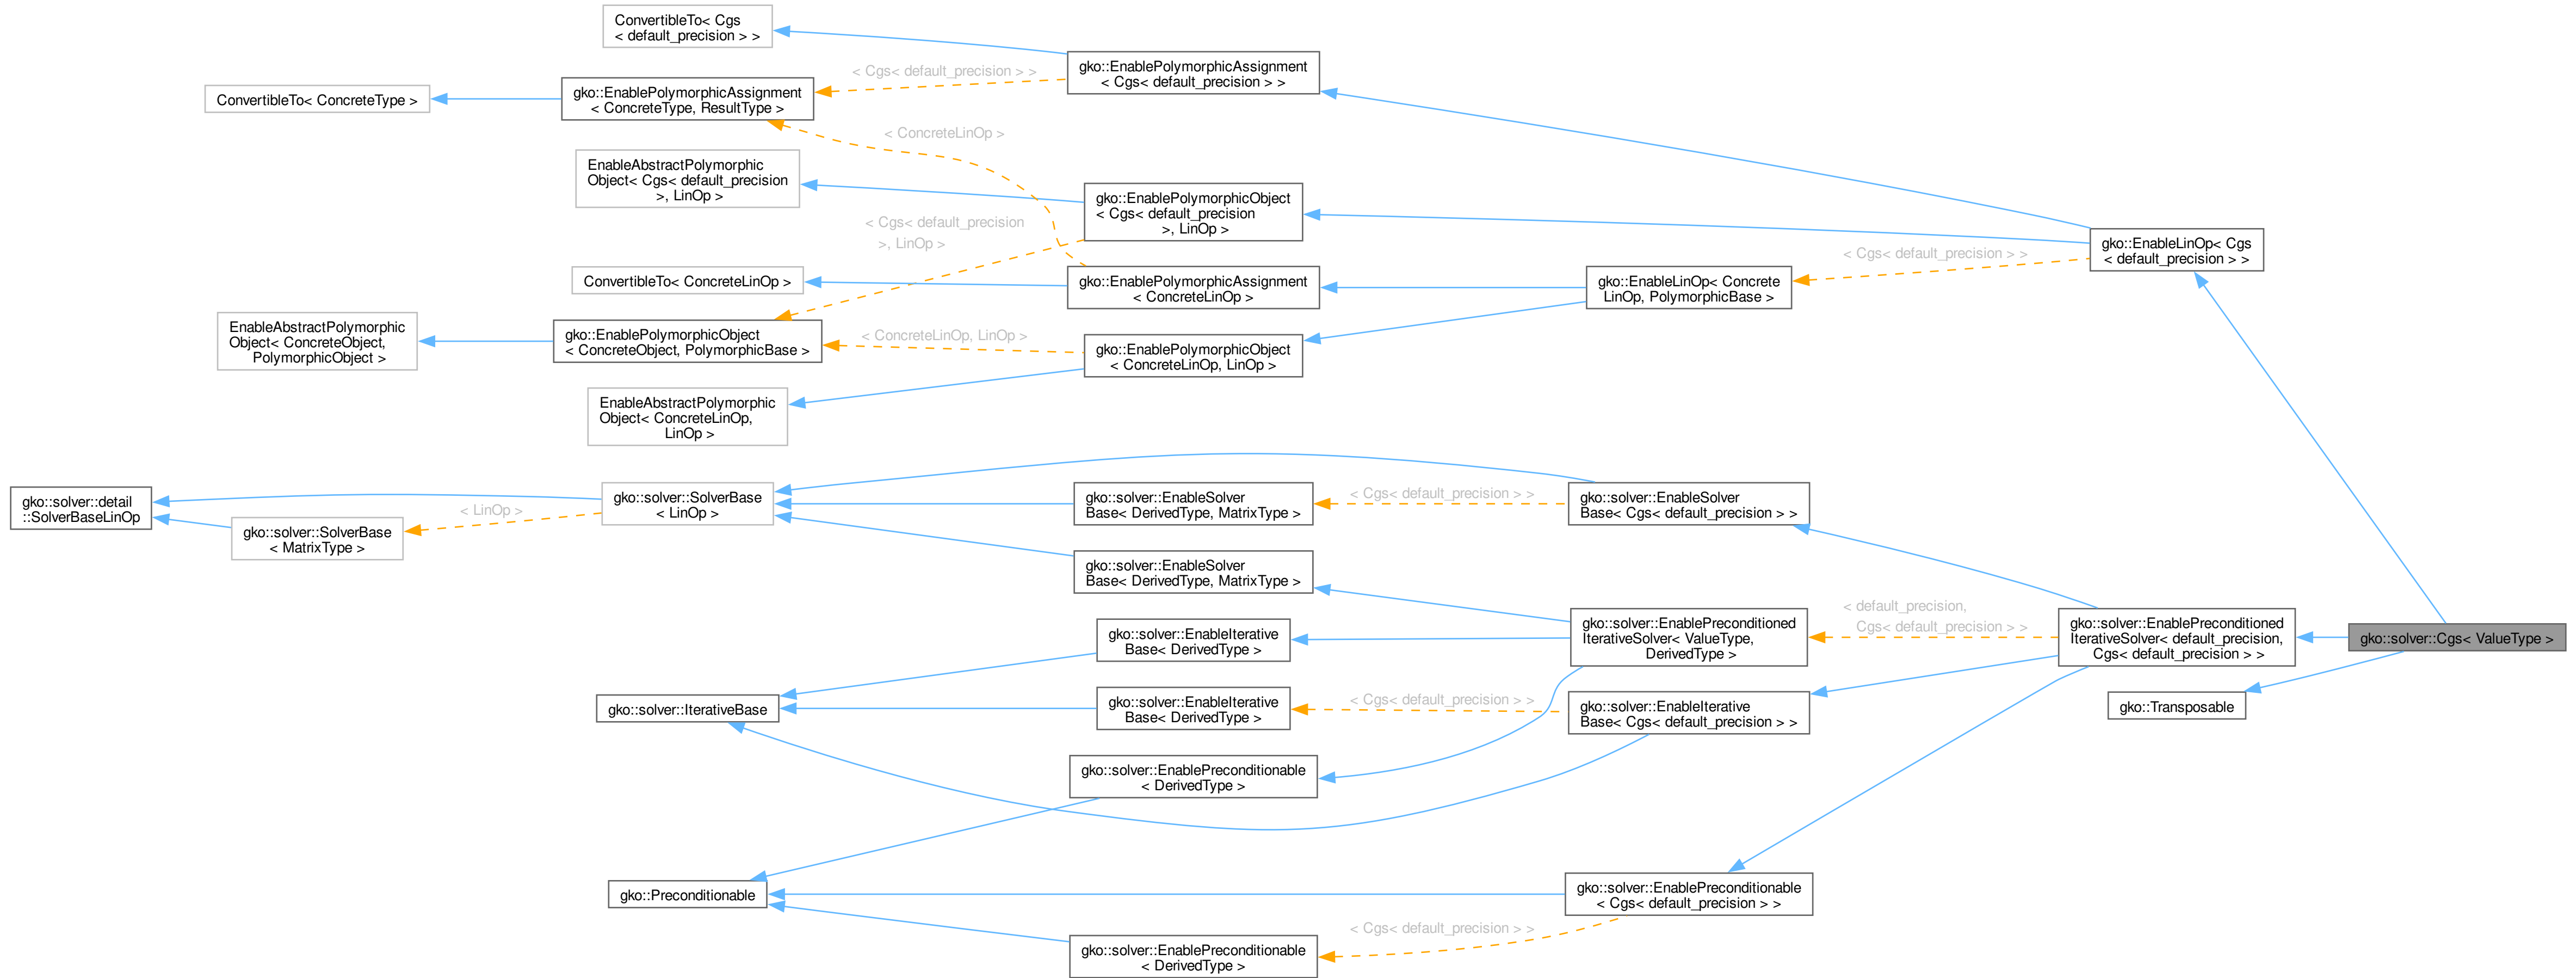 ConvertibleTo< Cgs
< default_precision > >
gko::EnablePolymorphicAssignment
< Cgs< default_precision > >
< Cgs< default_precision > >
ConvertibleTo< ConcreteType >
gko::EnablePolymorphicAssignment
< ConcreteType, ResultType >
< ConcreteLinOp >
EnableAbstractPolymorphic
Object< Cgs< default_precision
>, LinOp >
gko::EnablePolymorphicObject
< Cgs< default_precision
>, LinOp >
< Cgs< default_precision
>, LinOp >
gko::EnableLinOp< Cgs
< default_precision > >
< Cgs< default_precision > >
ConvertibleTo< ConcreteLinOp >
gko::EnablePolymorphicAssignment
< ConcreteLinOp >
gko::EnableLinOp< Concrete
LinOp, PolymorphicBase >
EnableAbstractPolymorphic
Object< ConcreteObject,
PolymorphicObject >
gko::EnablePolymorphicObject
< ConcreteObject, PolymorphicBase >
< ConcreteLinOp, LinOp >
gko::EnablePolymorphicObject
< ConcreteLinOp, LinOp >
EnableAbstractPolymorphic
Object< ConcreteLinOp,
LinOp >
gko::solver::detail
::SolverBaseLinOp
gko::solver::SolverBase
< MatrixType >
< LinOp >
gko::solver::SolverBase
< LinOp >
gko::solver::EnableSolver
Base< DerivedType, MatrixType >
< Cgs< default_precision > >
gko::solver::EnableSolver
Base< Cgs< default_precision > >
gko::solver::EnableSolver
Base< DerivedType, MatrixType >
gko::solver::EnableIterative
Base< DerivedType >
gko::solver::EnablePreconditioned
IterativeSolver< ValueType,
DerivedType >
< default_precision,
Cgs< default_precision > >
gko::solver::EnablePreconditioned
IterativeSolver< default_precision,
Cgs< default_precision > >
gko::solver::Cgs< ValueType >
gko::solver::IterativeBase
gko::solver::EnableIterative
Base< DerivedType >
< Cgs< default_precision > >
gko::solver::EnableIterative
Base< Cgs< default_precision > >
gko::Transposable
gko::solver::EnablePreconditionable
< DerivedType >
gko::Preconditionable
gko::solver::EnablePreconditionable
< Cgs< default_precision > >
< Cgs< default_precision > >
gko::solver::EnablePreconditionable
< DerivedType >